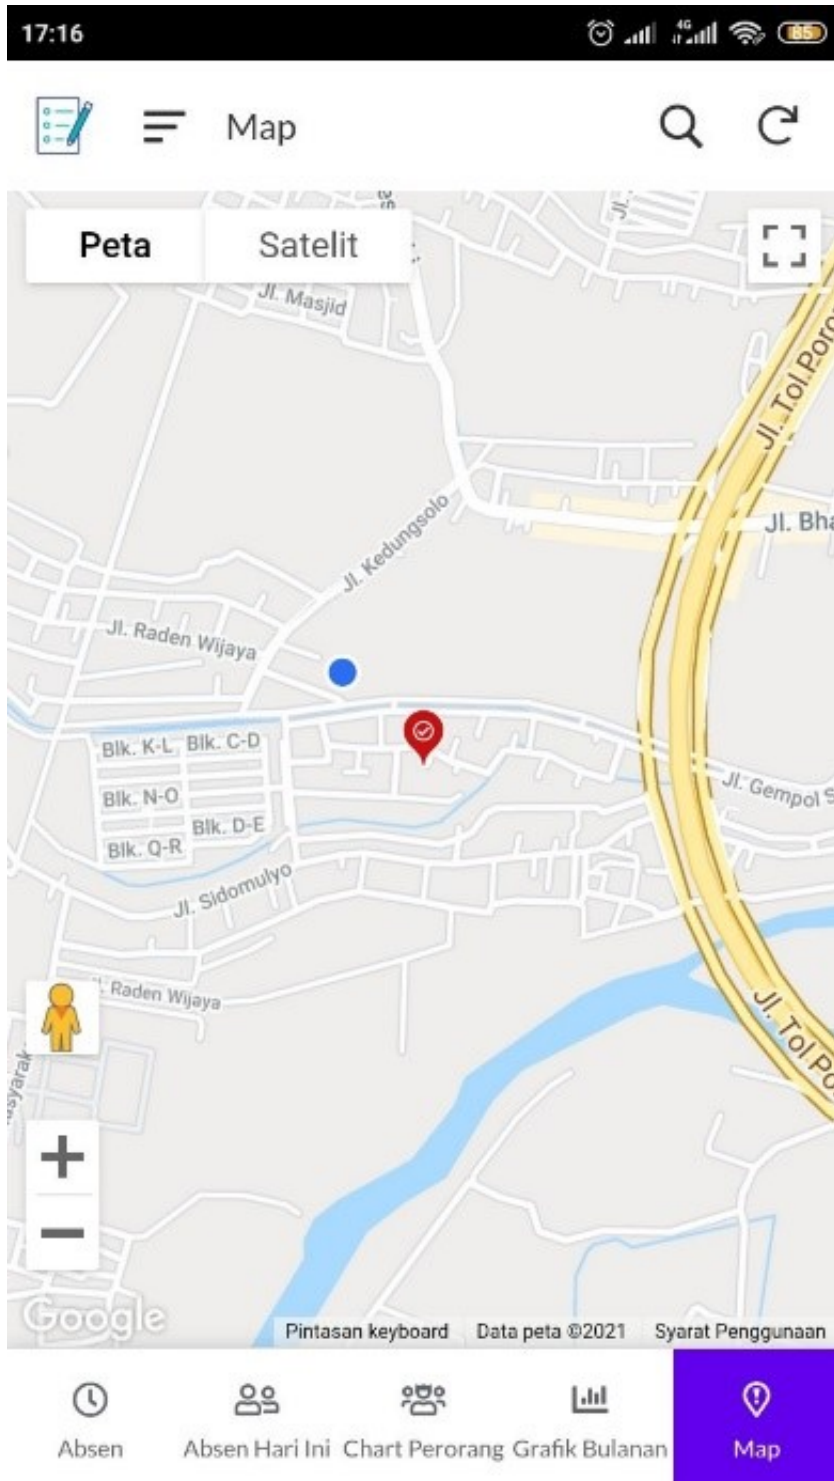 17:16
4G
85
Map
Peta
Satelit
Jl. Masjid
Jl. Kedungsolo
Jl. Bha
Jl. Raden Wijaya
Blk. K-L
Blk. C-D
Blk. N-O
Blk. D-E
Blk. Q-R
Jl. Gempol S
Jl. Sidomulyo
Raden Wijaya
Jl. Tol Poro
Jl. Tol Po
Google
Pintasan keyboard
Data peta ©2021
Syarat Penggunaan
Absen
Absen Hari Ini
Chart Perorang
Grafik Bulanan
Map